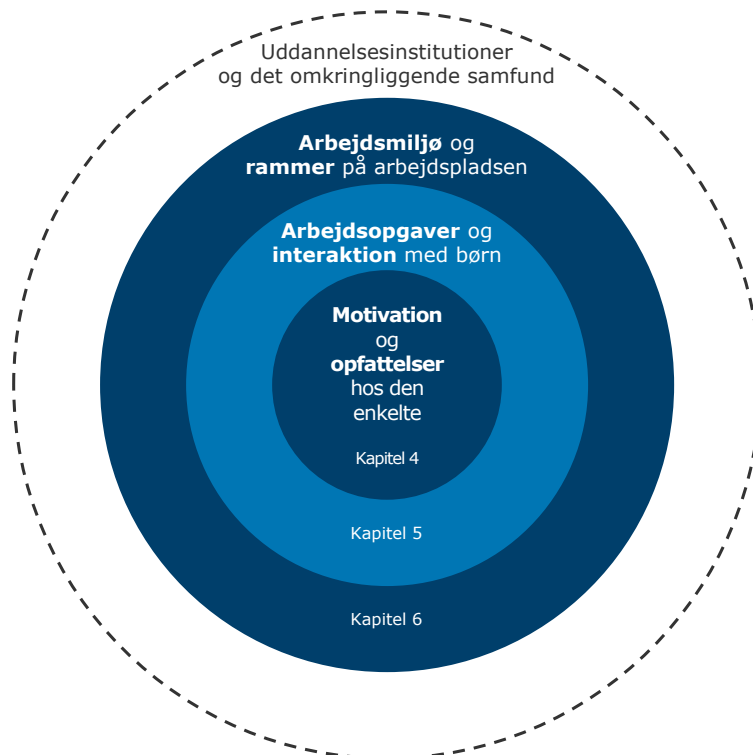 Uddannelsesinstitutioner
og det omkringliggende samfund
Arbejdsmiljø og
rammer på arbejdspladsen
Arbejdsopgaver og
interaktion med børn
Motivation
og
opfattelser
hos den
enkelte
Kapitel 4
Kapitel 5
Kapitel 6